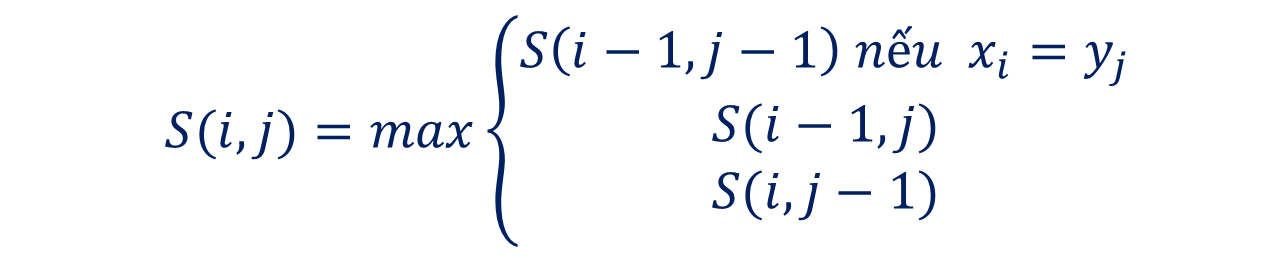 S(i − 1, j − 1) nếu x_i = y_j
S(i, j) = max { S(i − 1, j)
S(i, j − 1)